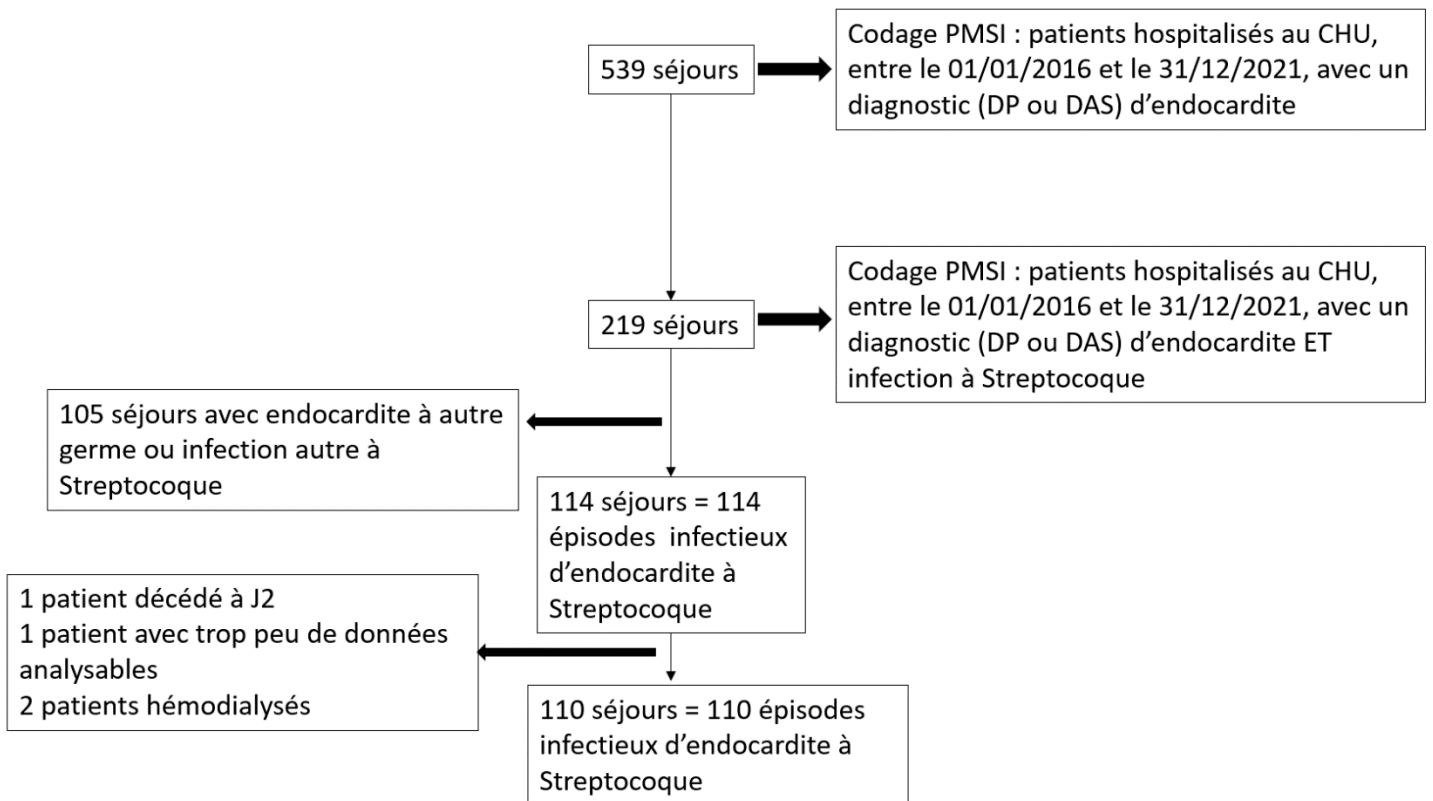 539 séjours
Codage PMSI : patients hospitalisés au CHU,
entre le 01/01/2016 et le 31/12/2021, avec un
diagnostic (DP ou DAS) d’endocardite
219 séjours
Codage PMSI : patients hospitalisés au CHU,
entre le 01/01/2016 et le 31/12/2021, avec un
diagnostic (DP ou DAS) d’endocardite ET
infection à Streptocoque
105 séjours avec endocardite à autre
germe ou infection autre à
Streptocoque
114 séjours = 114
épisodes infectieux
d’endocardite à
Streptocoque
1 patient décédé à J2
1 patient avec trop peu de données
analysables
2 patients hémodialysés
110 séjours = 110 épisodes
infectieux d’endocardite à
Streptocoque